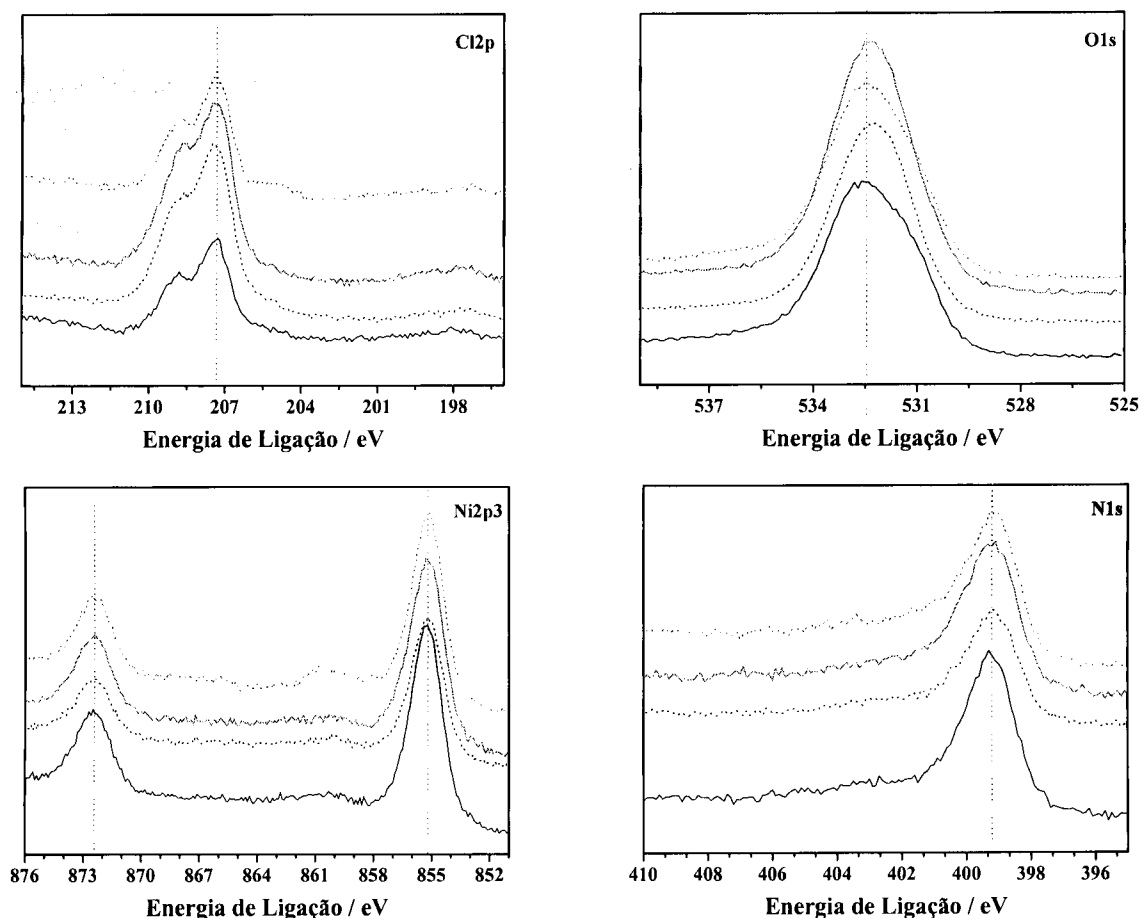 Cl2p
213 210 207 204 201 198
Energia de Ligação / eV
O1s
537 534 531 528 525
Energia de Ligação / eV
Ni2p3
876 873 870 867 864 861 858 855 852
Energia de Ligação / eV
N1s
410 408 406 404 402 400 398 396
Energia de Ligação / eV